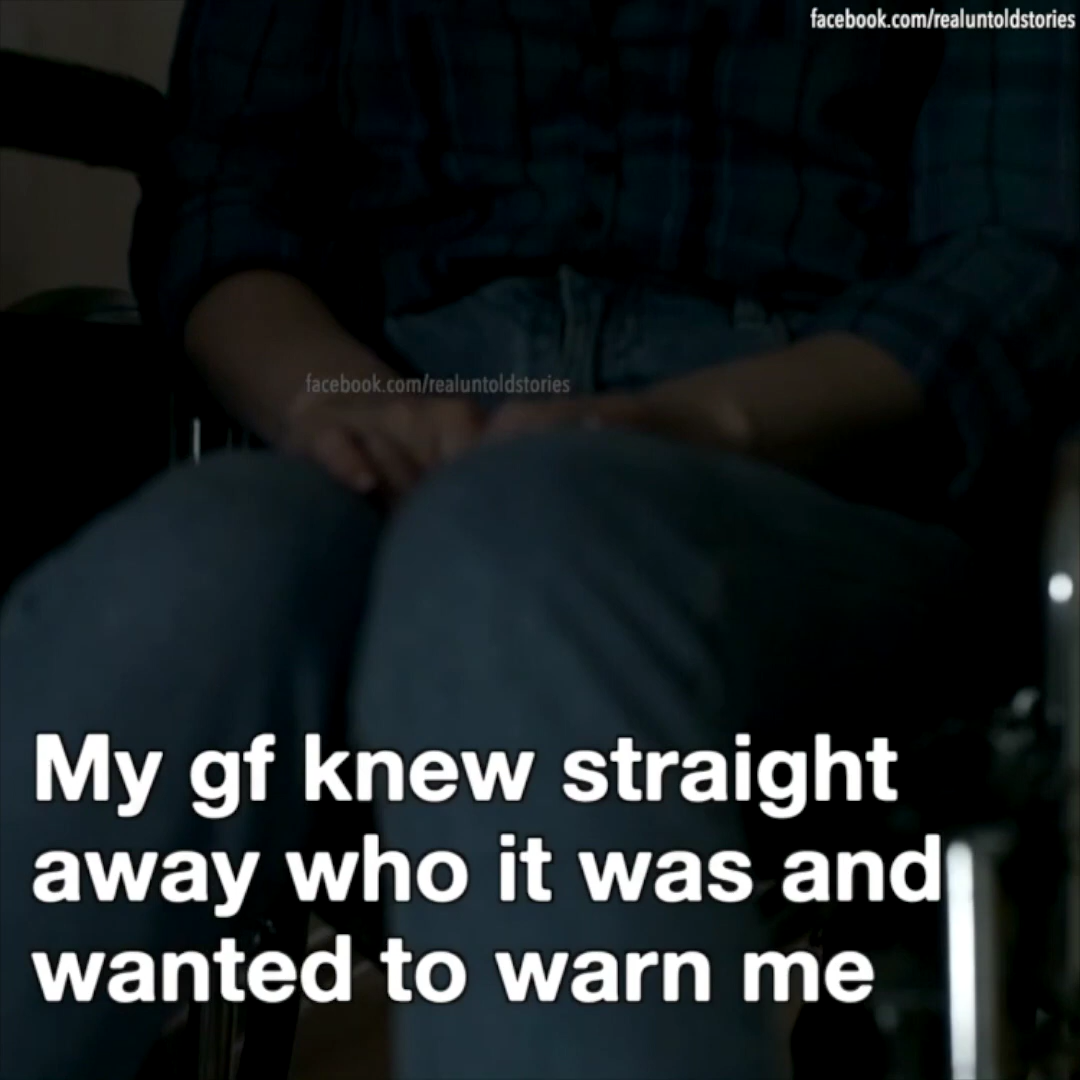 facebook.com/realuntoldstories
facebook.com/realuntoldstories
My gf knew straight
away who it was and
wanted to warn me